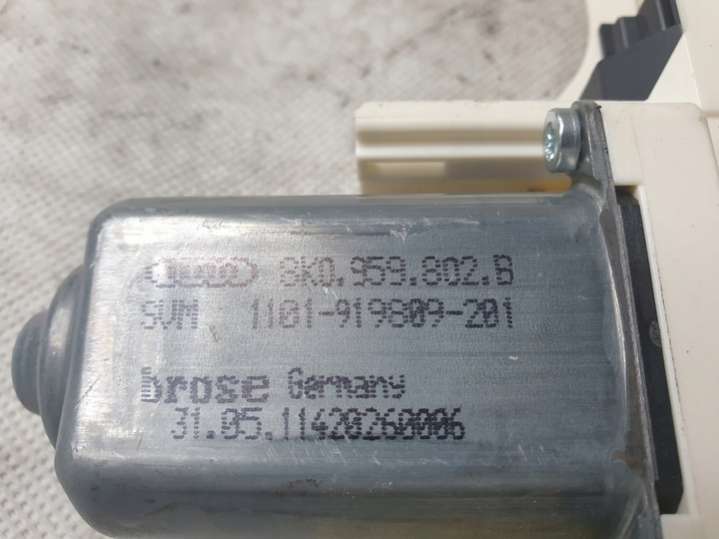 8K0.959.802.B
SVM 1101-919809-201
brose Germany
31.05.11420260006